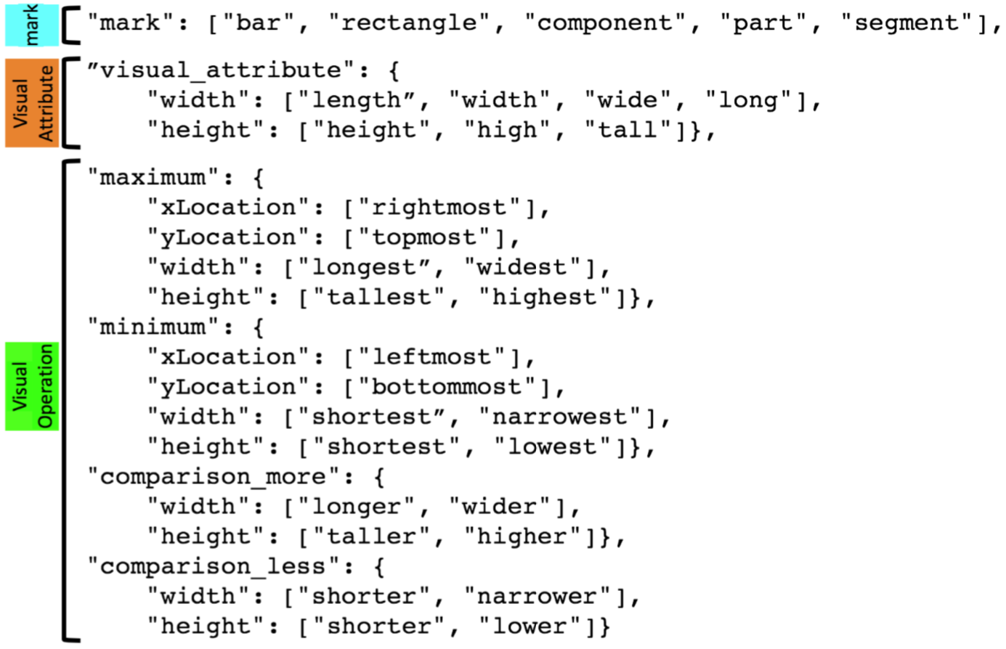 mark
"mark": ["bar", "rectangle", "component", "part", "segment"],
Visual
Attribute
”visual_attribute": {
"width": ["length”, "width", "wide", "long"],
"height": ["height", "high", "tall"]},
Visual
Operation
"maximum": {
"xLocation": ["rightmost"],
"yLocation": ["topmost"],
"width": ["longest”, "widest"],
"height": ["tallest", "highest"]},
"minimum": {
"xLocation": ["leftmost"],
"yLocation": ["bottommost"],
"width": ["shortest”, "narrowest"],
"height": ["shortest", "lowest"]},
"comparison_more": {
"width": ["longer", "wider"],
"height": ["taller", "higher"]},
"comparison_less": {
"width": ["shorter", "narrower"],
"height": ["shorter", "lower"]}